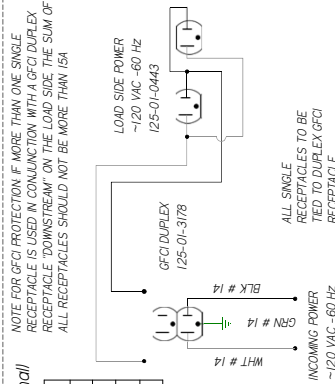 NOTE FOR GFCI PROTECTION: IF MORE THAN ONE SINGLE
RECEPTACLE IS USED IN CONJUNCTION WITH A GFCI DUPLEX
RECEPTACLE "DOWNSTREAM" ON THE LOAD SIDE, THE SUM OF
ALL RECEPTACLES SHOULD NOT BE MORE THAN 15A
LOAD SIDE POWER
~120 VAC -60 Hz
125-01-0443
GFCI DUPLEX
125-01-3178
ALL SINGLE
RECEPTACLES TO BE
TIED TO DUPLEX GFCI
RECEPTACLE
WHT # 14
GRN # 14
BLK # 14
INCOMING POWER
~120 VAC -60 Hz